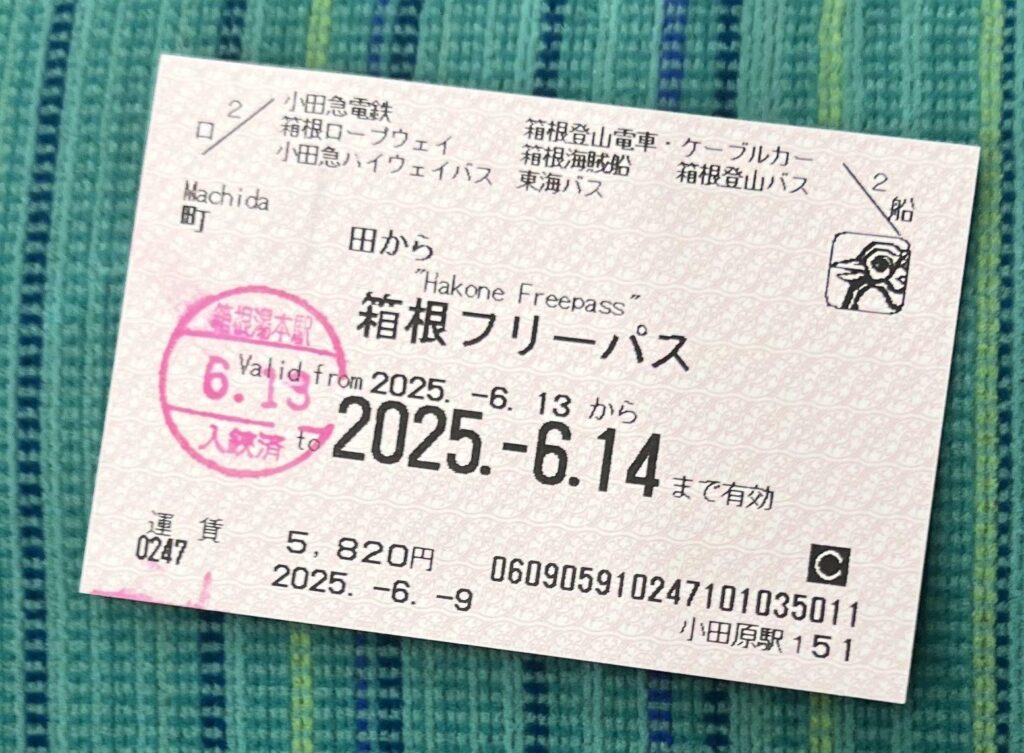 ロ 2／ 小田急電鉄 箱根登山電車・ケーブルカー ＼2 船
箱根ロープウェイ 箱根海賊船 箱根登山バス
小田急ハイウェイバス 東海バス
Machida
町 田から
"Hakone Freepass"
箱根フリーパス
箱根湯本駅
6.13
入鋏済
Valid from 2025. -6. 13 から
to 2025.-6.14 まで有効
運 賃 5,820円
0247 2025. -6. -9
060905910247101035011
C
小田原駅151